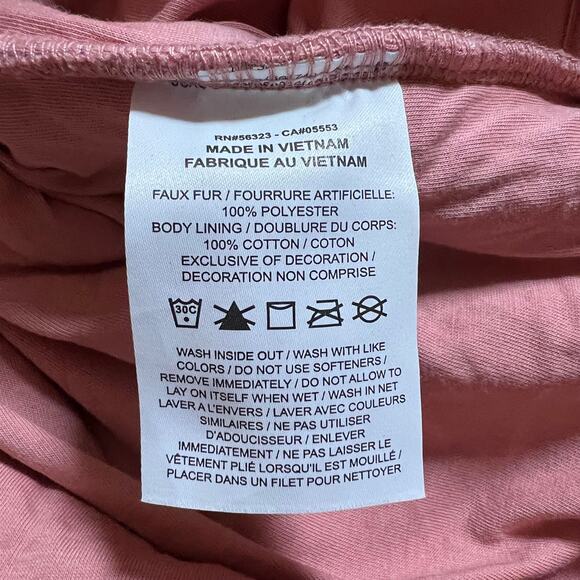 RN#56323 - CA#05553
MADE IN VIETNAM
FABRIQUE AU VIETNAM
FAUX FUR / FOURRURE ARTIFICIELLE:
100% POLYESTER
BODY LINING / DOUBLURE DU CORPS:
100% COTTON / COTON
EXCLUSIVE OF DECORATION /
DECORATION NON COMPRISE
30C
WASH INSIDE OUT / WASH WITH LIKE
COLORS / DO NOT USE SOFTENERS /
REMOVE IMMEDIATELY / DO NOT ALLOW TO
LAY ON ITSELF WHEN WET / WASH IN NET
LAVER A L'ENVERS / LAVER AVEC COULEURS
SIMILAIRES / NE PAS UTILISER
D'ADOUCISSEUR / ENLEVER
IMMÉDIATEMENT / NE PAS LAISSER LE
VÊTEMENT PLIÉ LORSQU'IL EST MOUILLÉ /
PLACER DANS UN FILET POUR NETTOYER